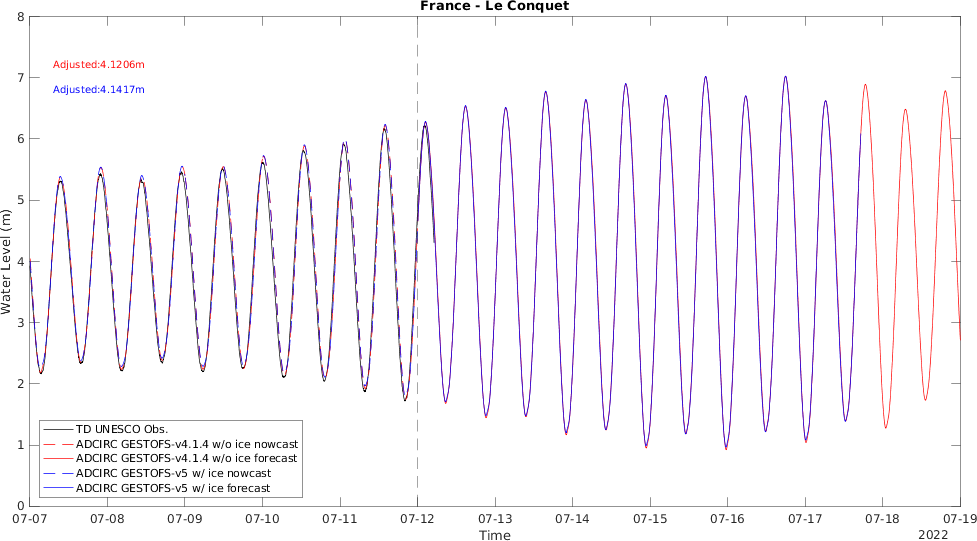 France - Le Conquet
Adjusted:4.1206m
Adjusted:4.1417m
Water Level (m)
8
7
6
5
4
3
2
1
0
TD UNESCO Obs.
ADCIRC GESTOFS-v4.1.4 w/o ice nowcast
ADCIRC GESTOFS-v4.1.4 w/o ice forecast
ADCIRC GESTOFS-v5 w/ ice nowcast
ADCIRC GESTOFS-v5 w/ ice forecast
07-07 07-08 07-09 07-10 07-11 07-12 07-13 07-14 07-15 07-16 07-17 07-18 07-19
Time
2022